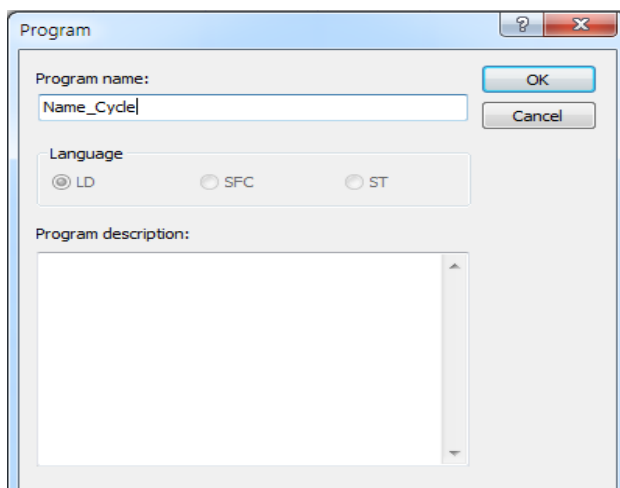 Program
Program name:
OK
Name_Cycle
Cancel
Language
LD SFC ST
Program description: